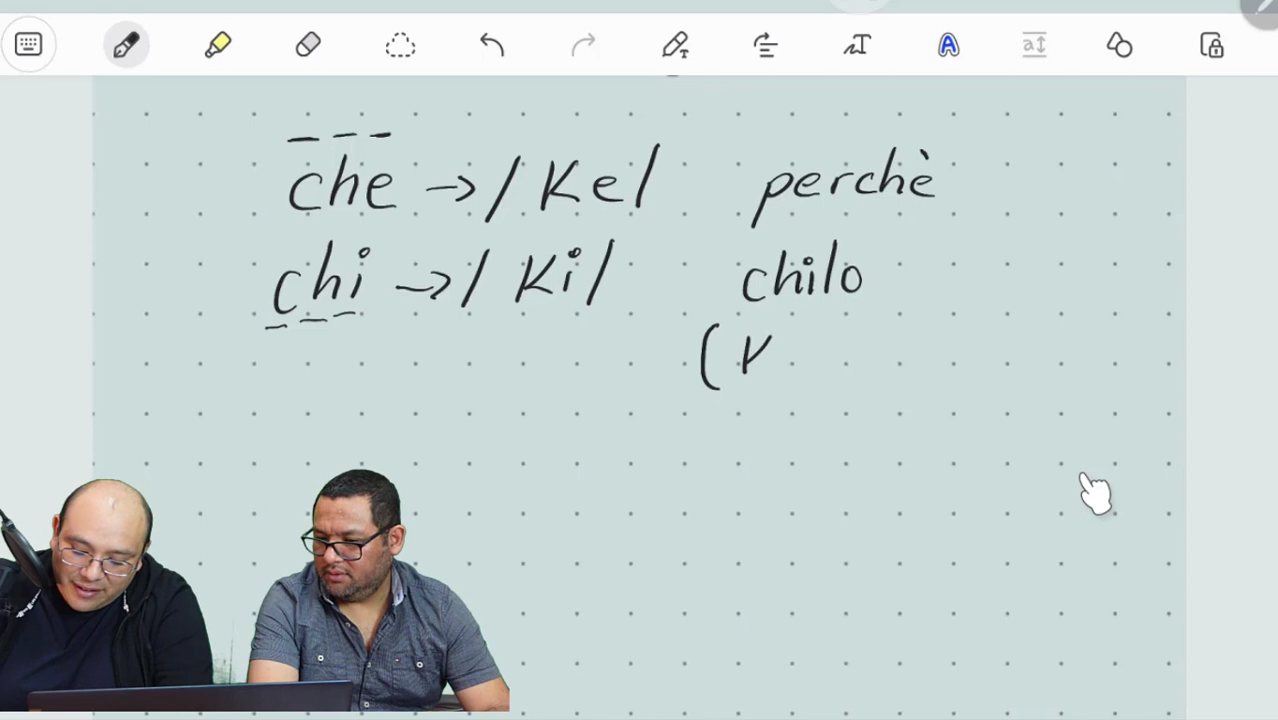 che → / Ke / perchè
chi → / Ki / chilo
( K